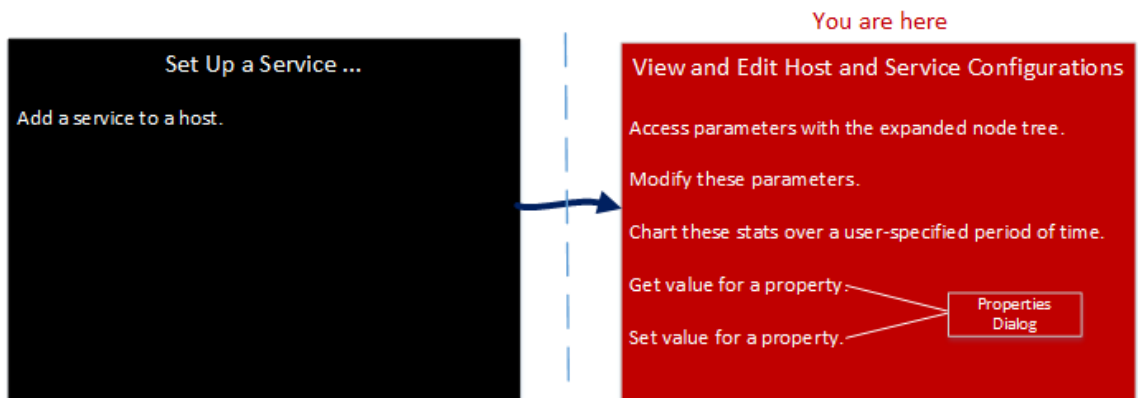 You are here
Set Up a Service ...
Add a service to a host.
View and Edit Host and Service Configurations
Access parameters with the expanded node tree.
Modify these parameters.
Chart these stats over a user-specified period of time.
Get value for a property.
Set value for a property.
Properties
Dialog